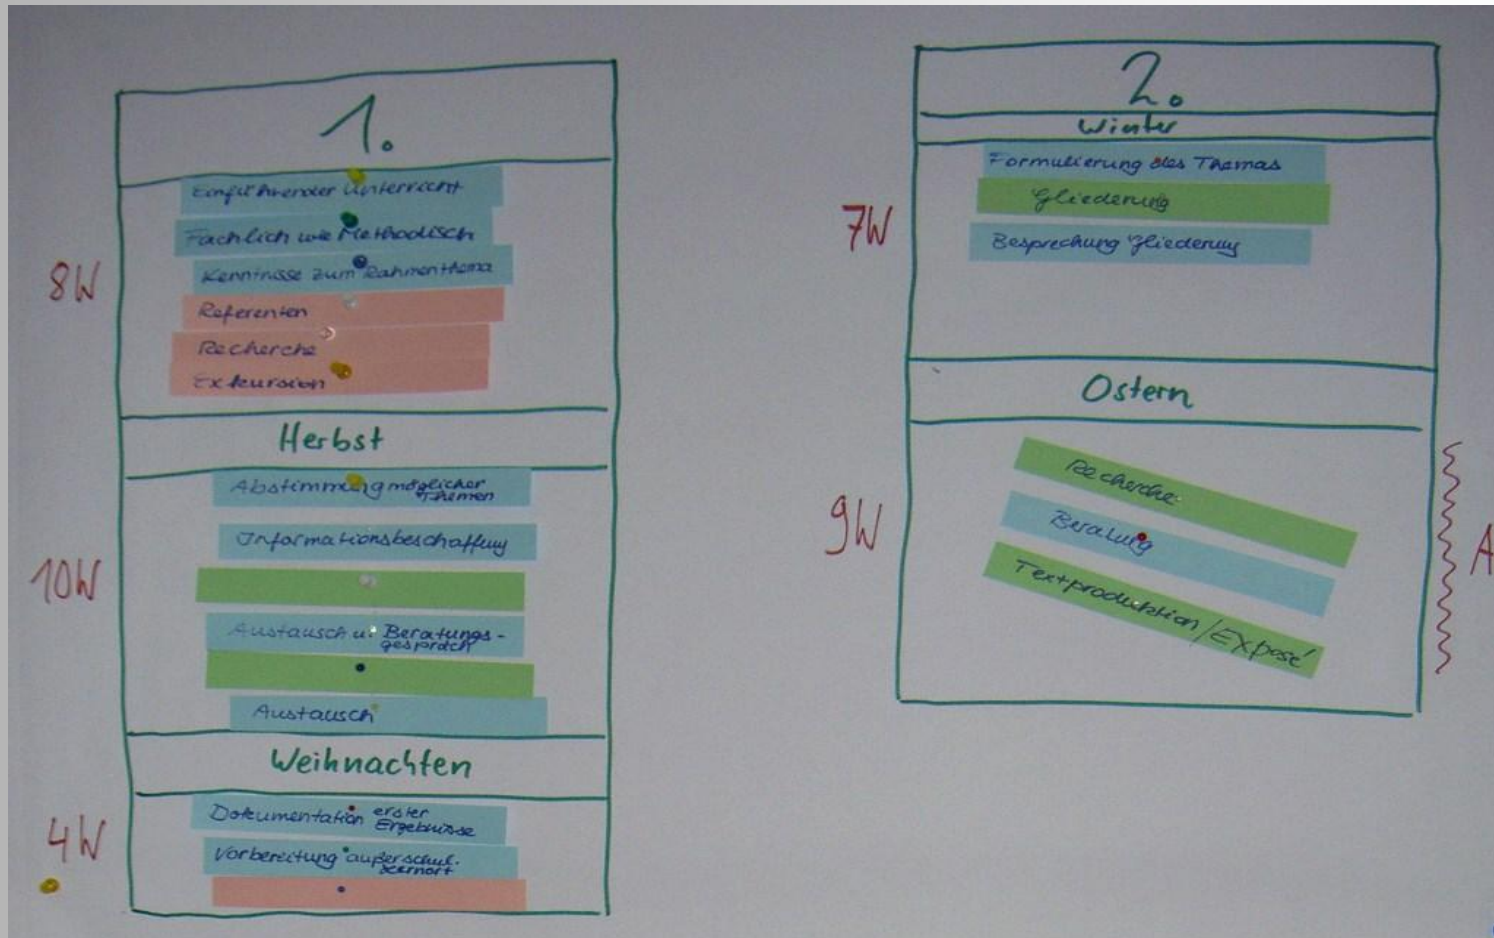 1.
Einführender Unterricht
Fachlich wie Methodisch
8W
Kenntnisse zum Rahmenthema
Referenten
Recherche
Exkursion
Herbst
Abstimmung möglicher
Themen
Informationsbeschaffung
10W
Austausch u. Beratungs-
gespräch
Austausch
Weihnachten
Dokumentation erster
Ergebnisse
4W
Vorbereitung außerschul.
Lernort
2.
Winter
Formulierung des Themas
7W
Gliederung
Besprechung Gliederung
Ostern
Recherche
9W
Beratung
A
Textproduktion/Exposé